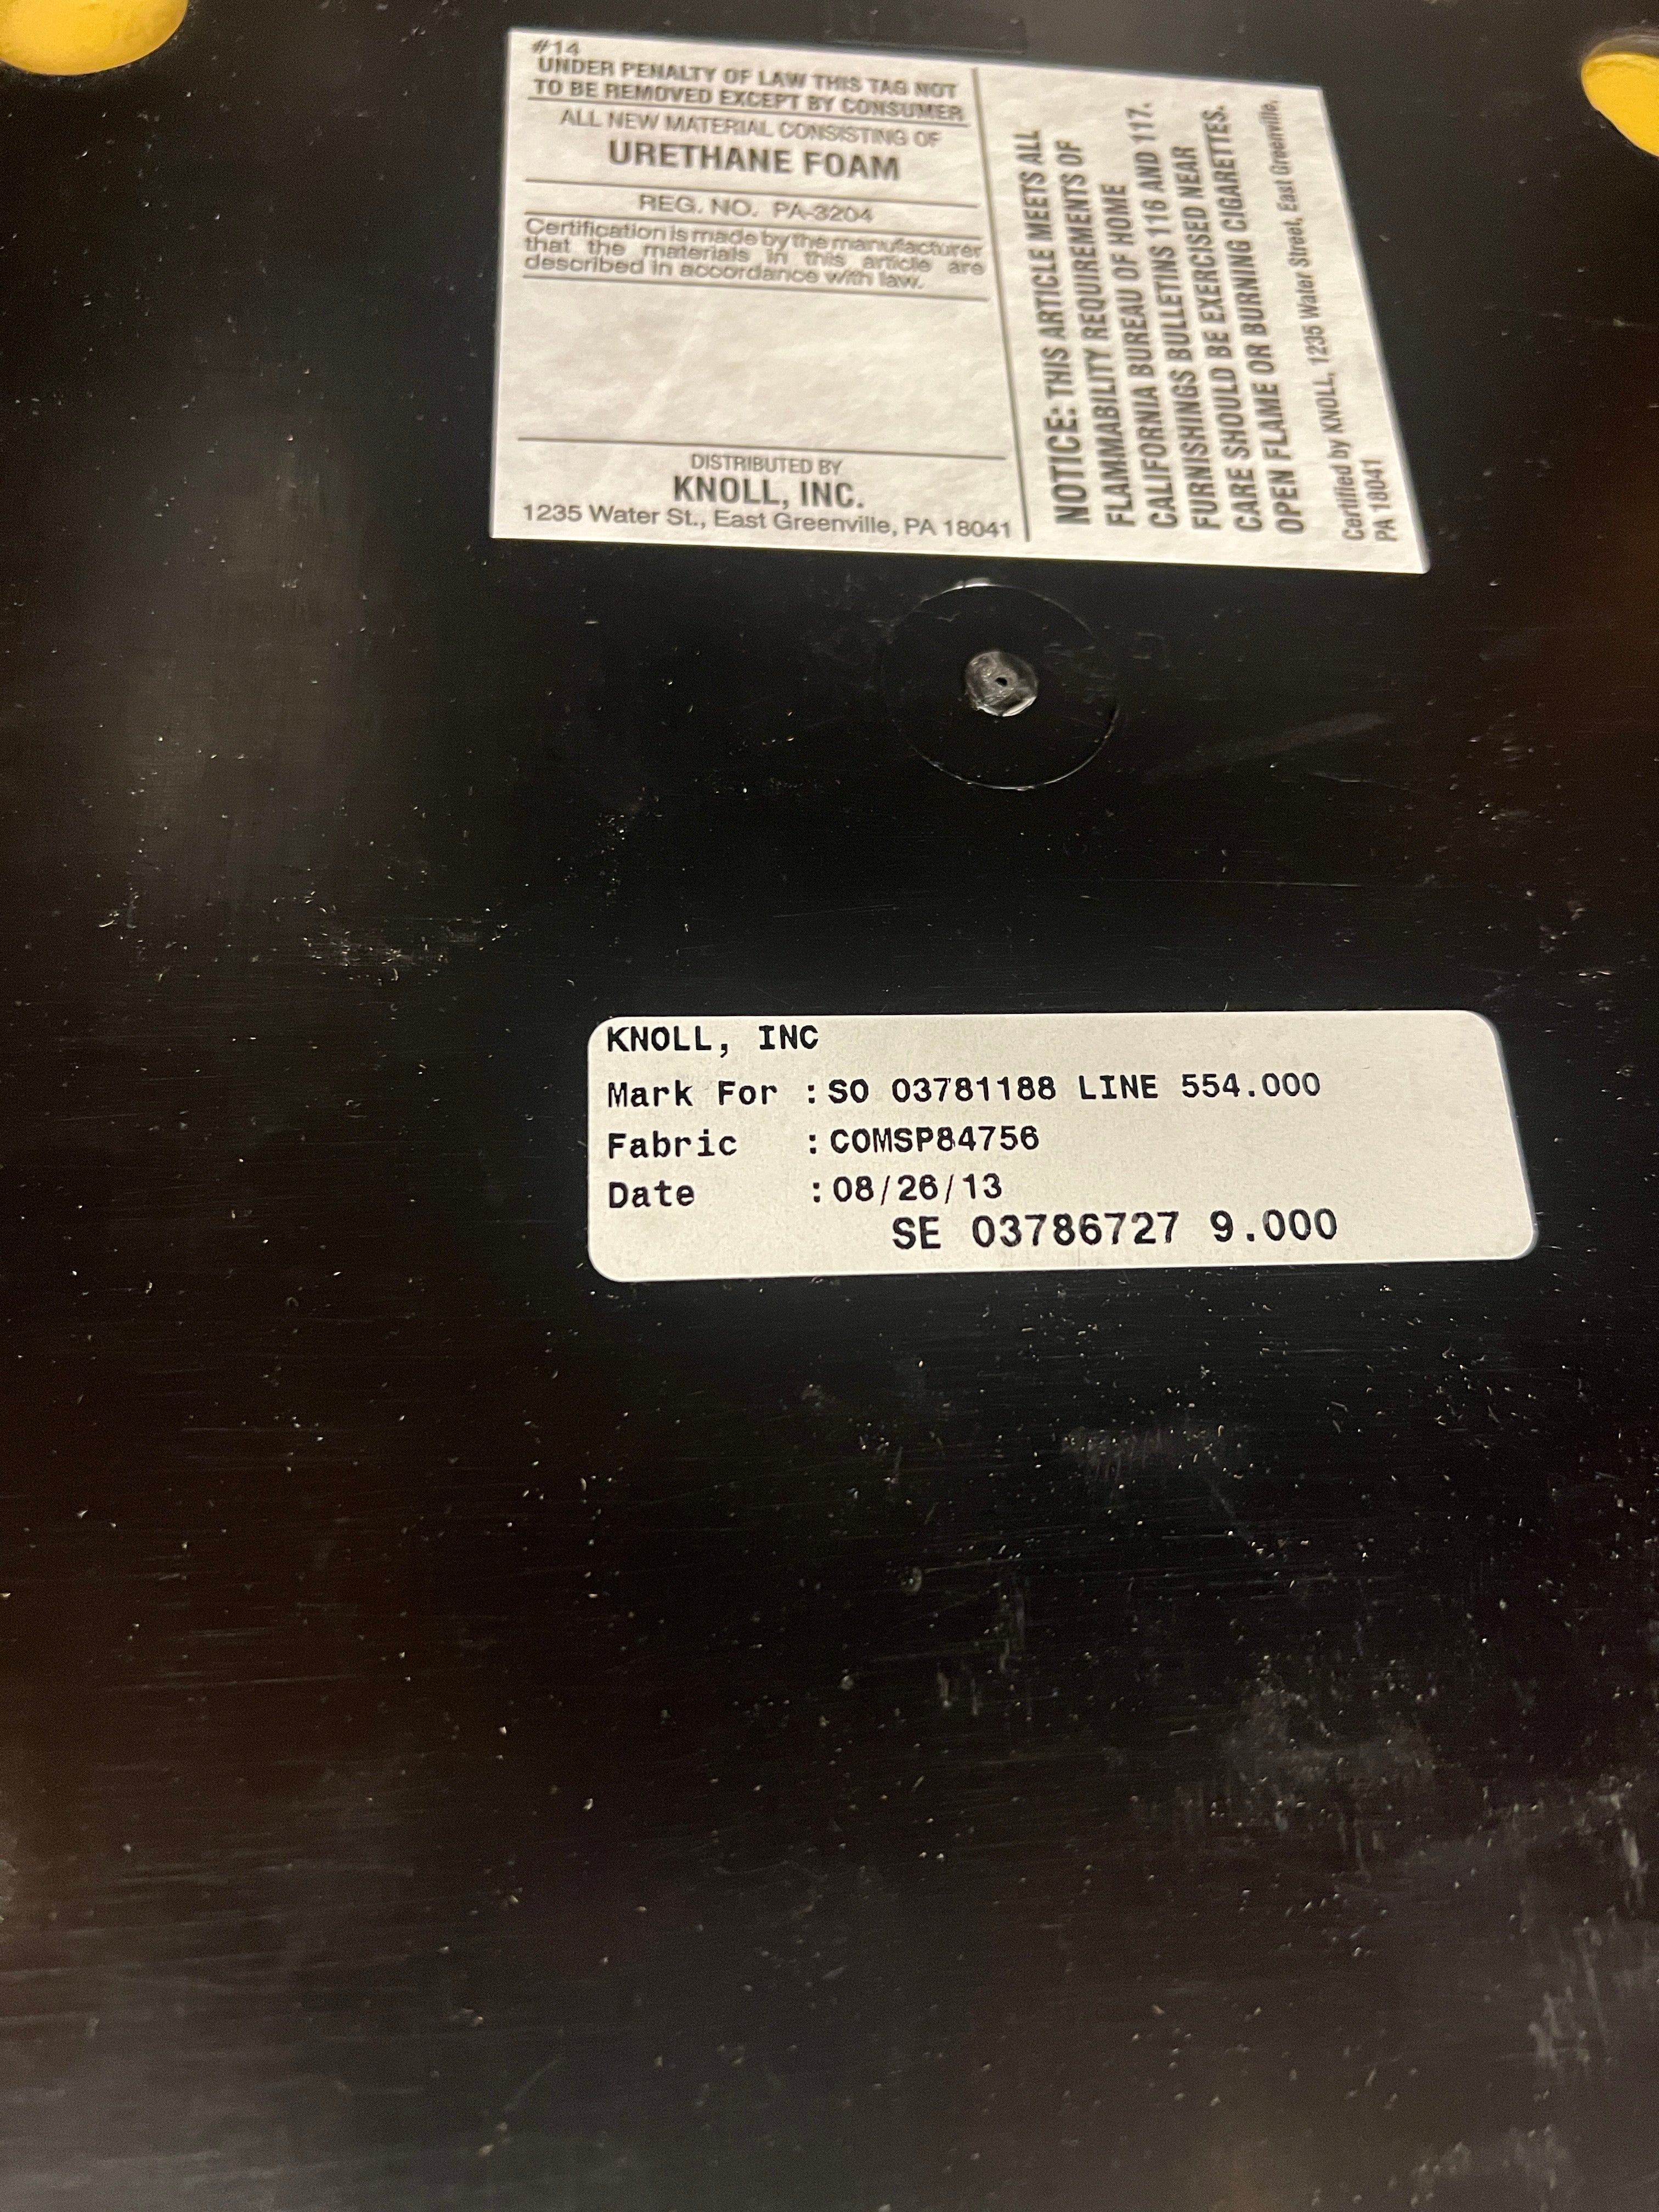 #14
UNDER PENALTY OF LAW THIS TAG NOT
TO BE REMOVED EXCEPT BY CONSUMER
ALL NEW MATERIAL CONSISTING OF
URETHANE FOAM
REG. NO. PA-3204
Certification is made by the manufacturer
that the materials in this article are
described in accordance with law.
DISTRIBUTED BY
KNOLL, INC.
1235 Water St., East Greenville, PA 18041
NOTICE: THIS ARTICLE MEETS ALL
FLAMMABILITY REQUIREMENTS OF
CALIFORNIA BUREAU OF HOME
FURNISHINGS BULLETINS 116 AND 117.
CARE SHOULD BE EXERCISED NEAR
OPEN FLAME OR BURNING CIGARETTES.
Certified by KNOLL, 1235 Water Street, East Greenville,
PA 18041
KNOLL, INC
Mark For : SO 03781188 LINE 554.000
Fabric : COMSP84756
Date : 08/26/13
SE 03786727 9.000